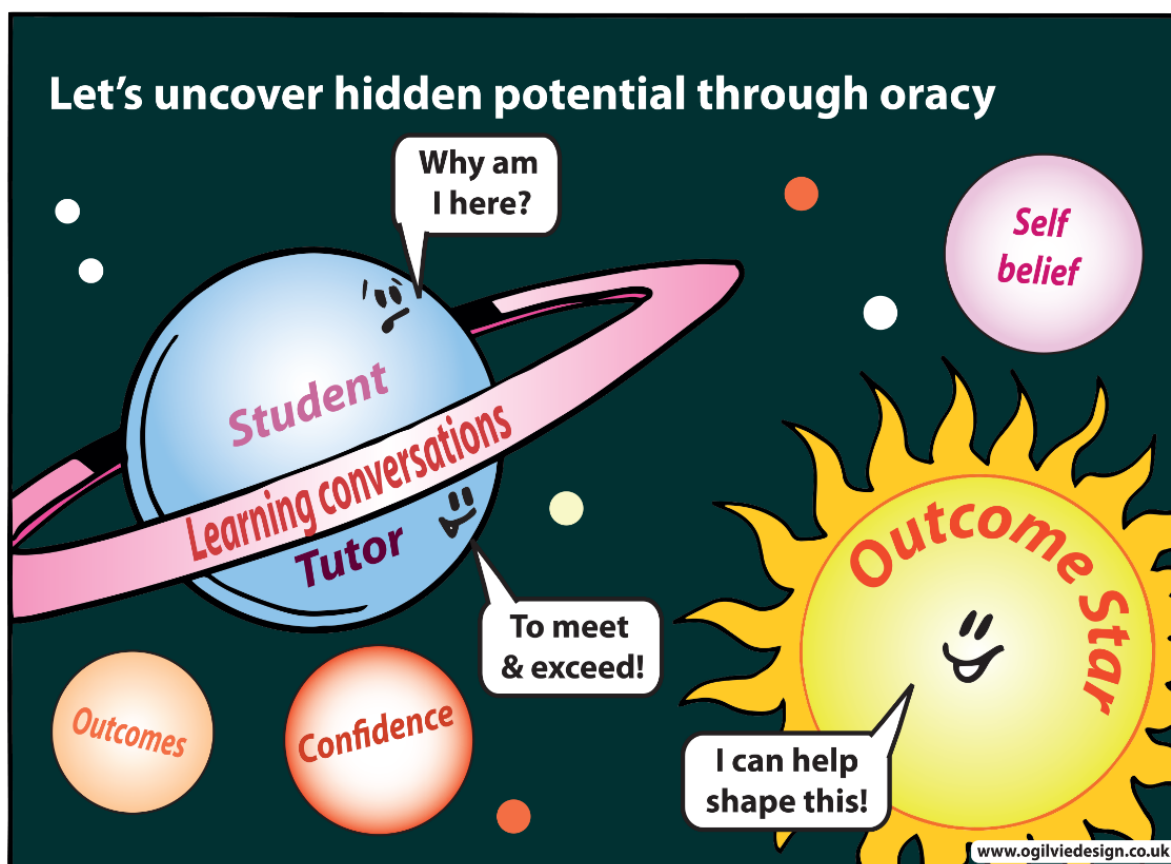 Let's uncover hidden potential through oracy
Why am
I here?
Self
belief
Student
Learning conversations
Tutor
Outcome Star
To meet
& exceed!
Outcomes
Confidence
I can help
shape this!
www.ogilviedesign.co.uk